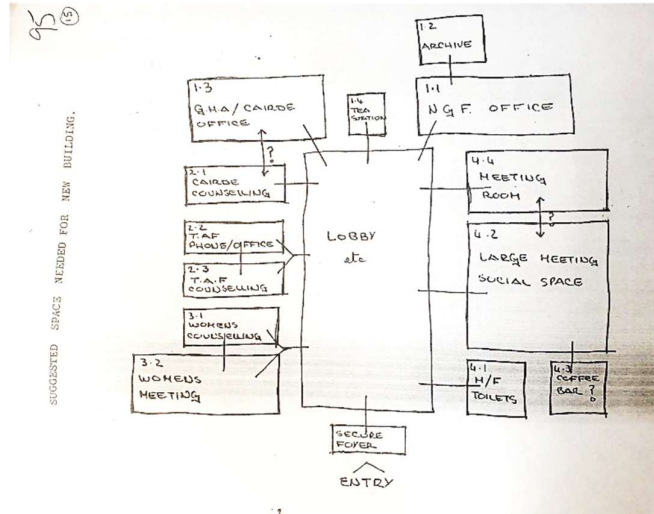 95
15
SUGGESTED SPACE NEEDED FOR NEW BUILDING.
1.2
ARCHIVE
1.3
G.H.A/CAIRDE
OFFICE
1.4
TEA
STATION
1.1
N.G.F. OFFICE
?
2.1
CAIRDE
COUNSELLING
4.4
MEETING
ROOM
2.2
T.A.F
PHONE/OFFICE
LOBBY
etc
?
4.2
LARGE MEETING
SOCIAL SPACE
2.3
T.A.F
COUNSELLING
3.1
WOMENS
COUNSELLING
3.2
WOMENS
MEETING
4.1
M/F
TOILETS
4.3
COFFEE
BAR?
SECURE
FOYER
ENTRY